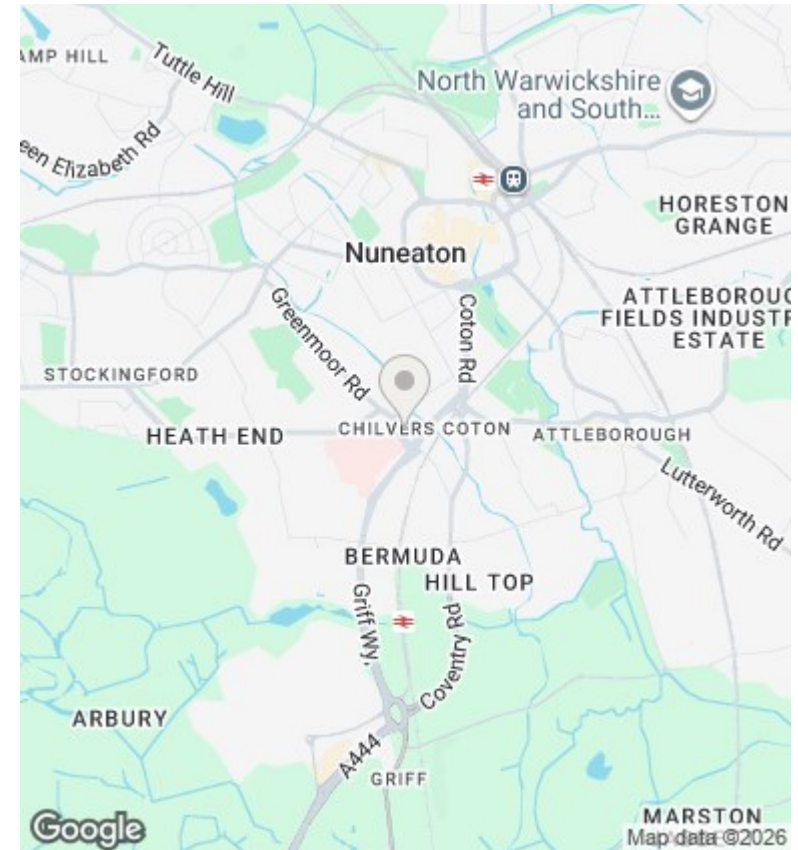 AMP HILL
Tuttle Hill
North Warwickshire
and South...
een Elizabeth Rd
HORESTON
GRANGE
Nuneaton
ATTLEBOROUG
FIELDS INDUSTR
ESTATE
Greenmoor Rd
Coton Rd
STOCKINGFORD
HEATH END
CHILVERS COTON
ATTLEBOROUGH
Lutterworth Rd
BERMUDA
HILL TOP
Griff Wy,
Coventry Rd
ARBURY
A444
GRIFF
MARSTON
Google
Map data ©2026